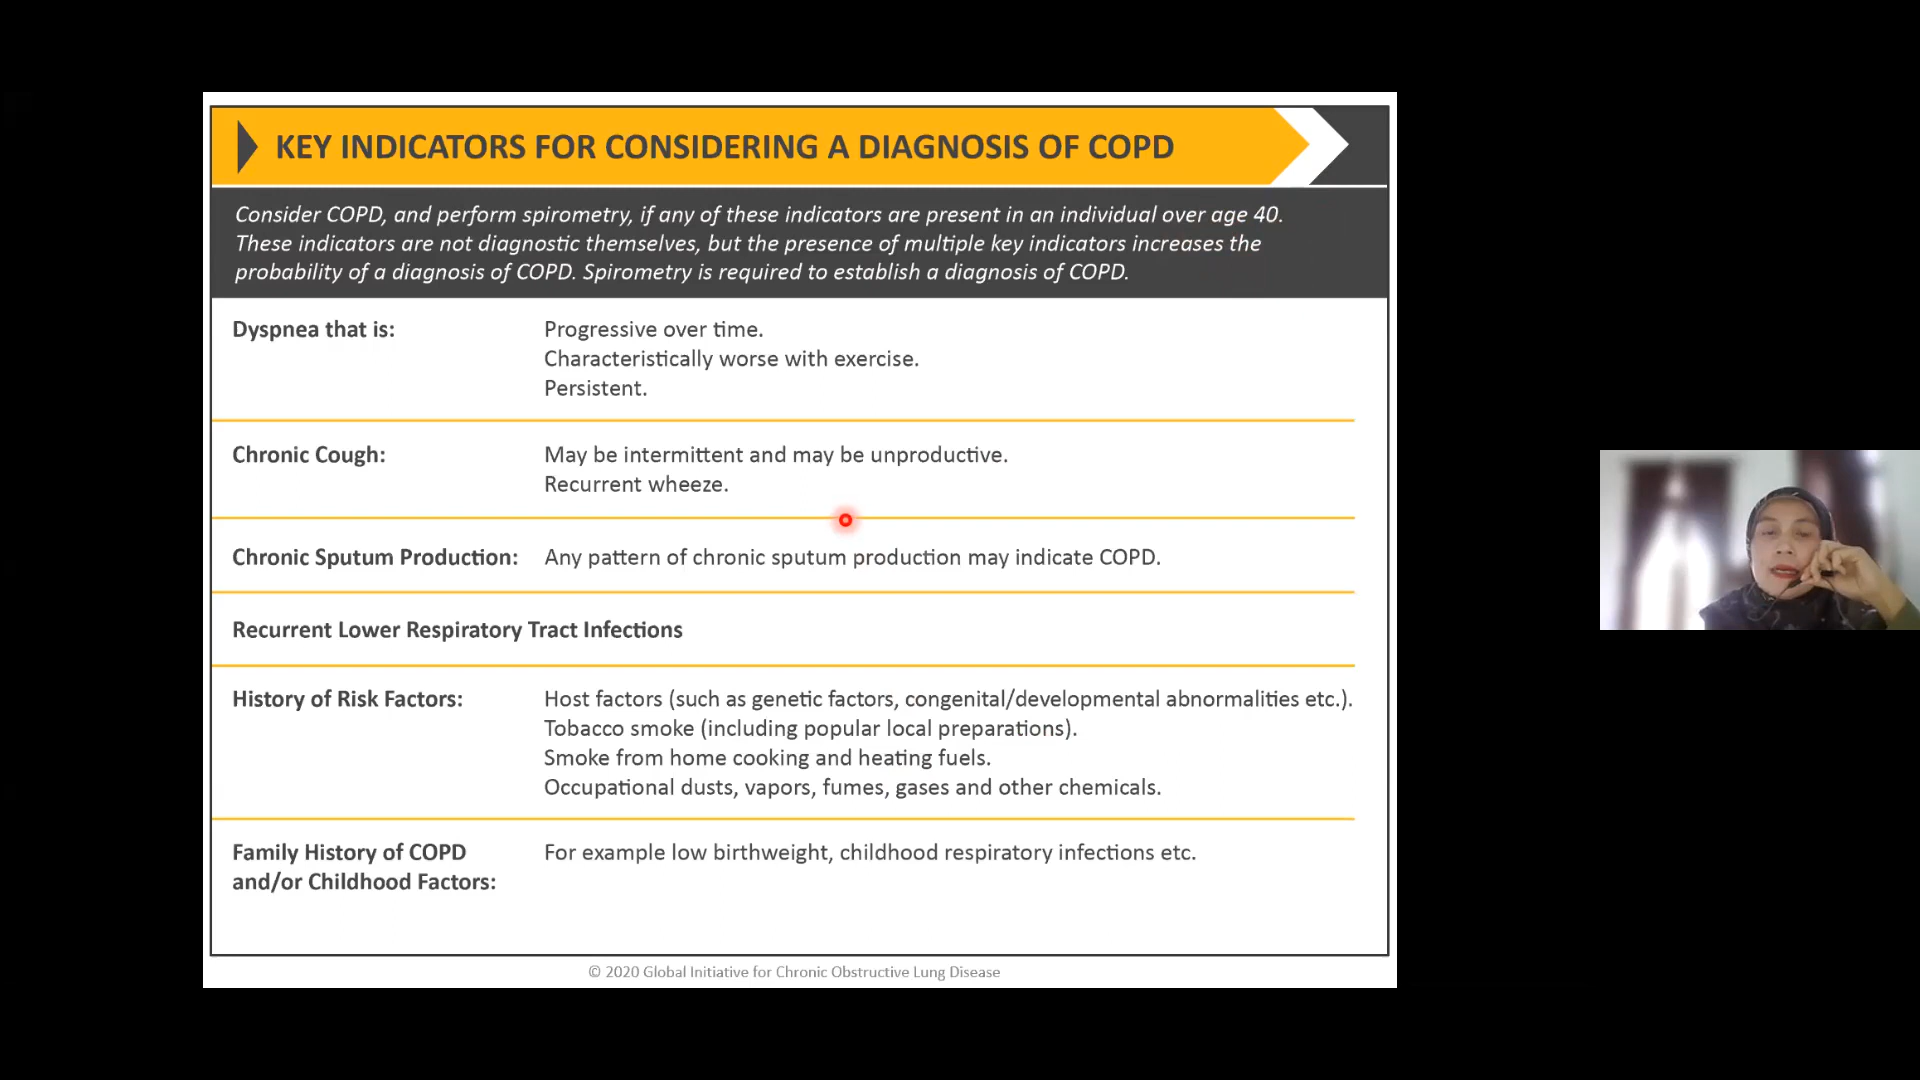 KEY INDICATORS FOR CONSIDERING A DIAGNOSIS OF COPD
Consider COPD, and perform spirometry, if any of these indicators are present in an individual over age 40.
These indicators are not diagnostic themselves, but the presence of multiple key indicators increases the
probability of a diagnosis of COPD. Spirometry is required to establish a diagnosis of COPD.
Dyspnea that is:
Progressive over time.
Characteristically worse with exercise.
Persistent.
Chronic Cough:
May be intermittent and may be unproductive.
Recurrent wheeze.
Chronic Sputum Production:
Any pattern of chronic sputum production may indicate COPD.
Recurrent Lower Respiratory Tract Infections
History of Risk Factors:
Host factors (such as genetic factors, congenital/developmental abnormalities etc.).
Tobacco smoke (including popular local preparations).
Smoke from home cooking and heating fuels.
Occupational dusts, vapors, fumes, gases and other chemicals.
Family History of COPD
and/or Childhood Factors:
For example low birthweight, childhood respiratory infections etc.
© 2020 Global Initiative for Chronic Obstructive Lung Disease